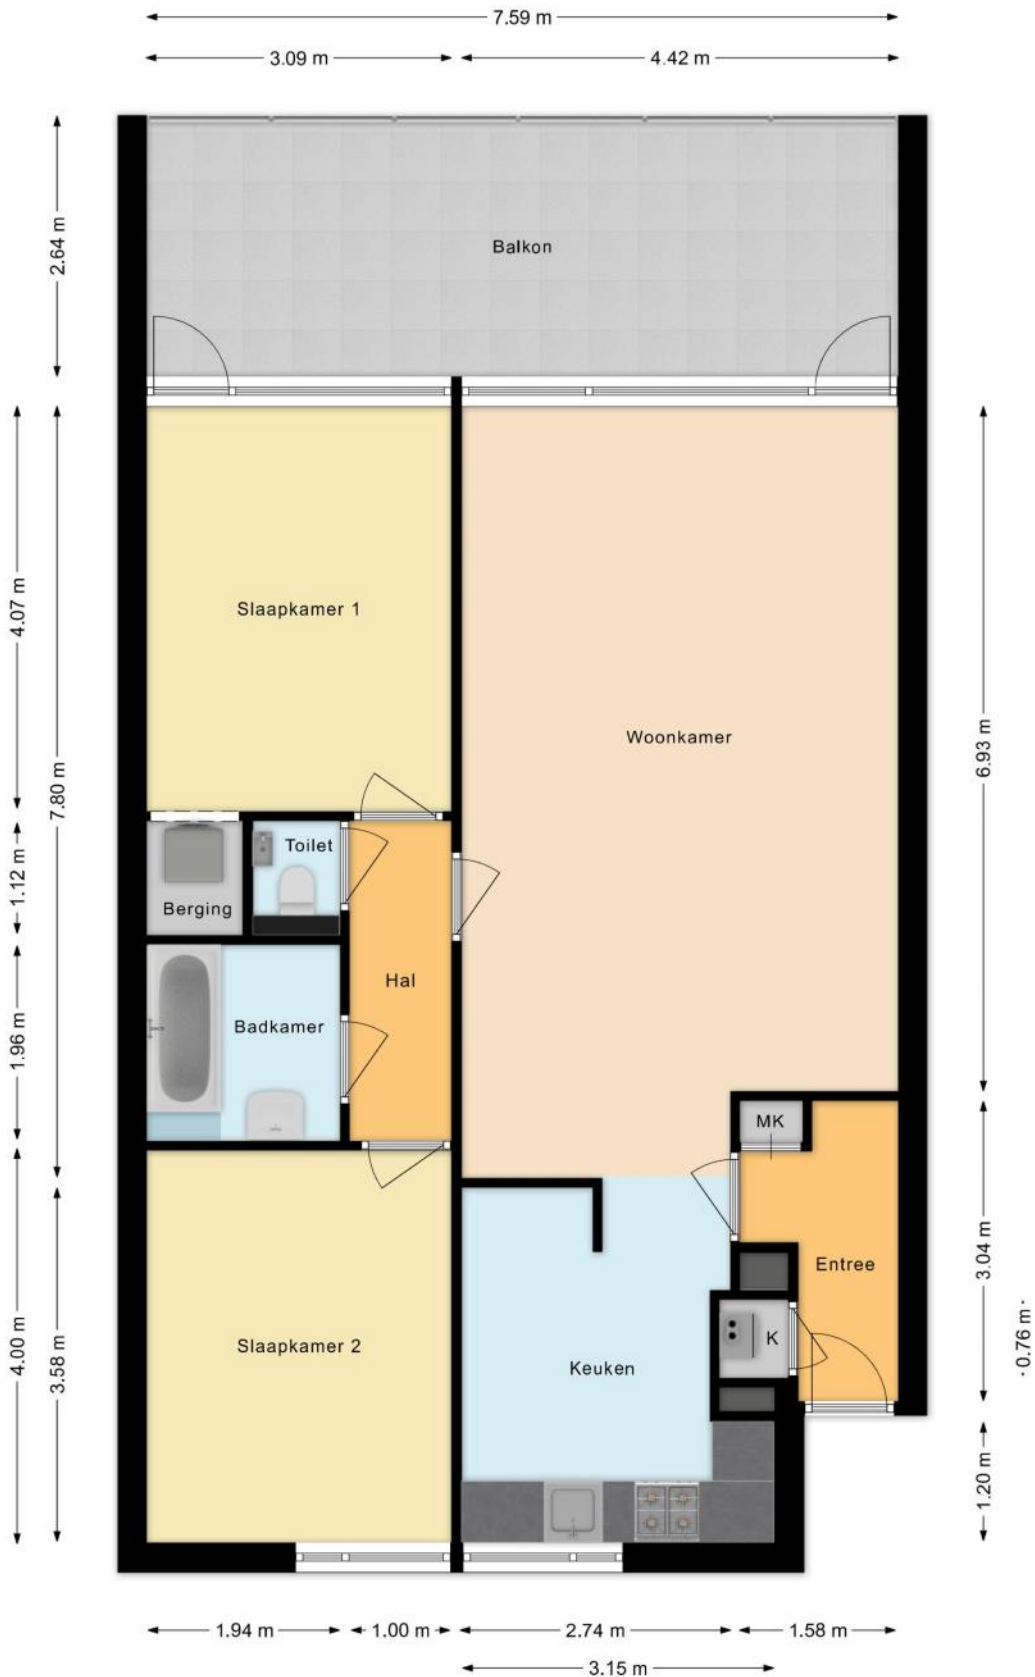 7.59 m
3.09 m
4.42 m
2.64 m
Balkon
4.07 m
7.80 m
Slaapkamer 1
Woonkamer
6.93 m
1.12 m
Toilet
Berging
Hal
1.96 m
Badkamer
MK
3.04 m
Entree
4.00 m
3.58 m
Slaapkamer 2
Keuken
K
0.76 m
1.20 m
1.94 m
1.00 m
2.74 m
1.58 m
3.15 m